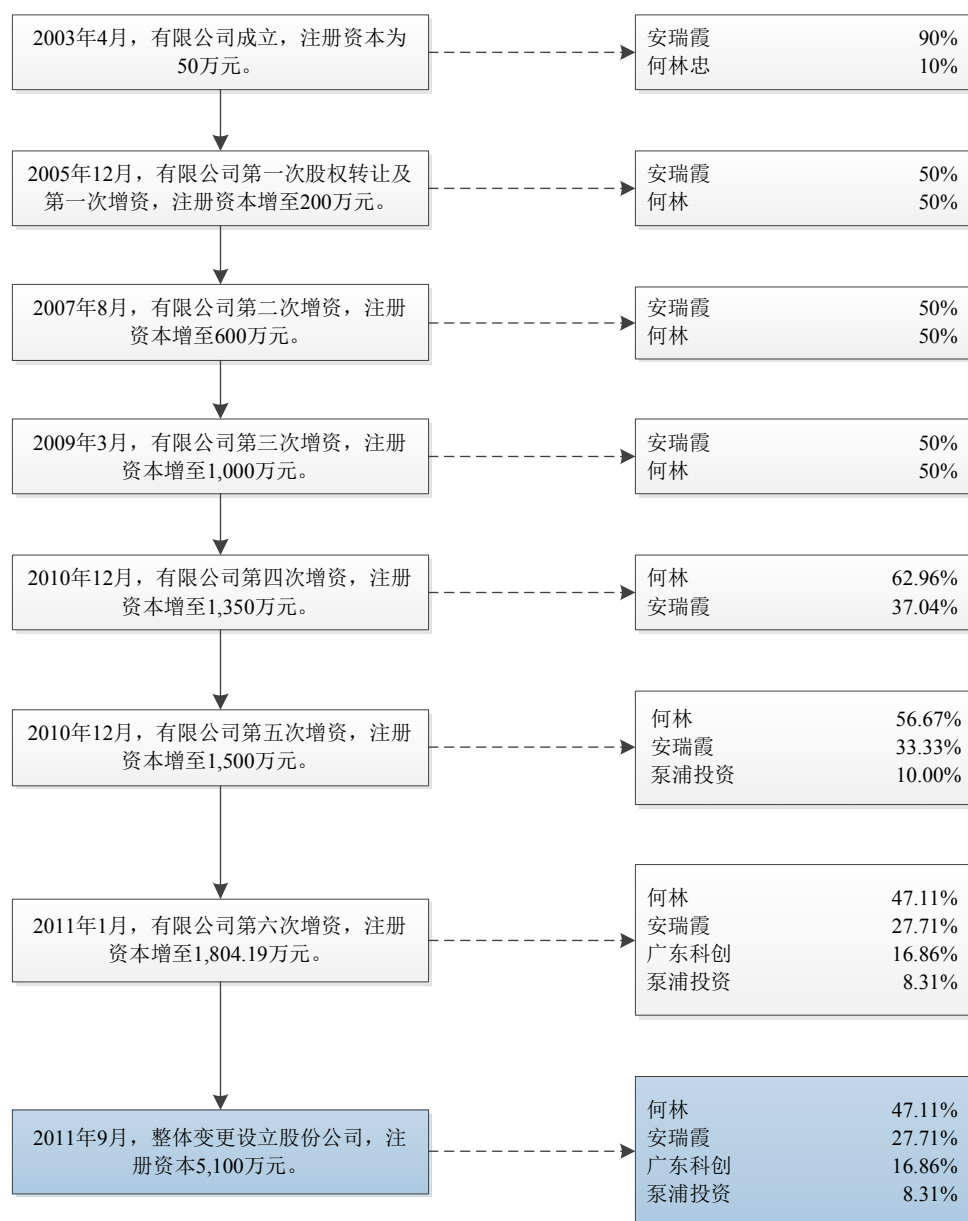 2003年4月，有限公司成立，注册资本为
50万元。
安瑞霞 90%
何林忠 10%
2005年12月，有限公司第一次股权转让及
第一次增资，注册资本增至200万元。
安瑞霞 50%
何林 50%
2007年8月，有限公司第二次增资，注册
资本增至600万元。
安瑞霞 50%
何林 50%
2009年3月，有限公司第三次增资，注册
资本增至1,000万元。
安瑞霞 50%
何林 50%
2010年12月，有限公司第四次增资，注册
资本增至1,350万元。
何林 62.96%
安瑞霞 37.04%
2010年12月，有限公司第五次增资，注册
资本增至1,500万元。
何林 56.67%
安瑞霞 33.33%
泵浦投资 10.00%
2011年1月，有限公司第六次增资，注册
资本增至1,804.19万元。
何林 47.11%
安瑞霞 27.71%
广东科创 16.86%
泵浦投资 8.31%
2011年9月，整体变更设立股份公司，注
册资本5,100万元。
何林 47.11%
安瑞霞 27.71%
广东科创 16.86%
泵浦投资 8.31%